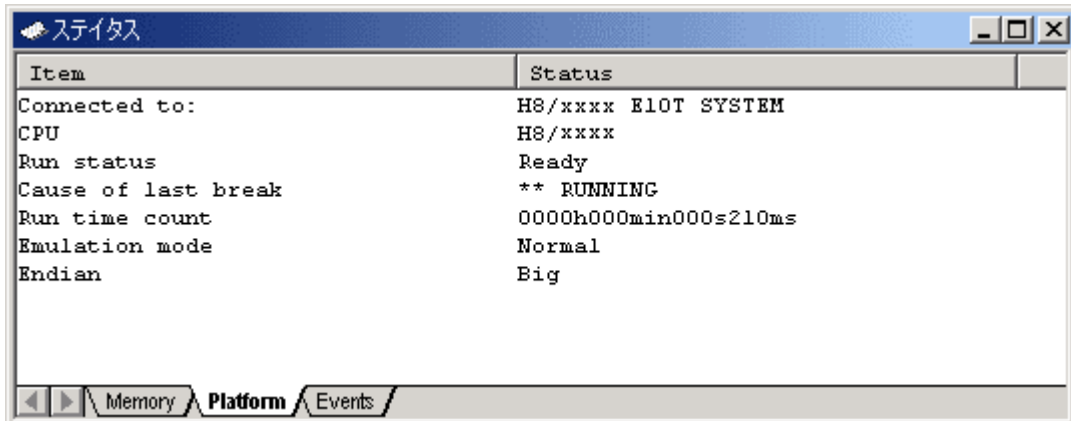 ステイタス
Item Status
Connected to: H8/xxxx E10T SYSTEM
CPU H8/xxxx
Run status Ready
Cause of last break ** RUNNING
Run time count 0000h000min000s210ms
Emulation mode Normal
Endian Big
Memory Platform Events